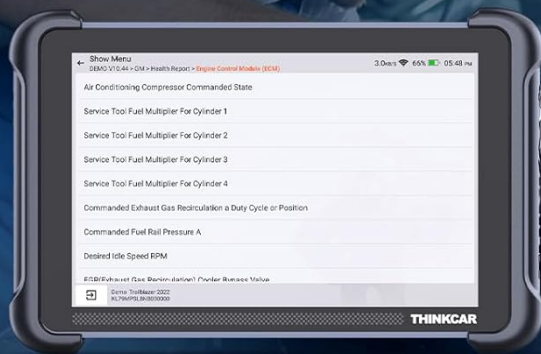 Show Menu
DEMO V10.44 > GM > Health Report > Engine Control Module (ECM)
66% 05:48 PM
Air Conditioning Compressor Commanded State
Service Tool Fuel Multiplier For Cylinder 1
Service Tool Fuel Multiplier For Cylinder 2
Service Tool Fuel Multiplier For Cylinder 3
Service Tool Fuel Multiplier For Cylinder 4
Commanded Exhaust Gas Recirculation a Duty Cycle or Position
Commanded Fuel Rail Pressure A
Desired Idle Speed RPM
EGR(Exhaust Gas Recirculation) Cooler Bypass Valve
Demo Trailblazer 2022
THINKCAR